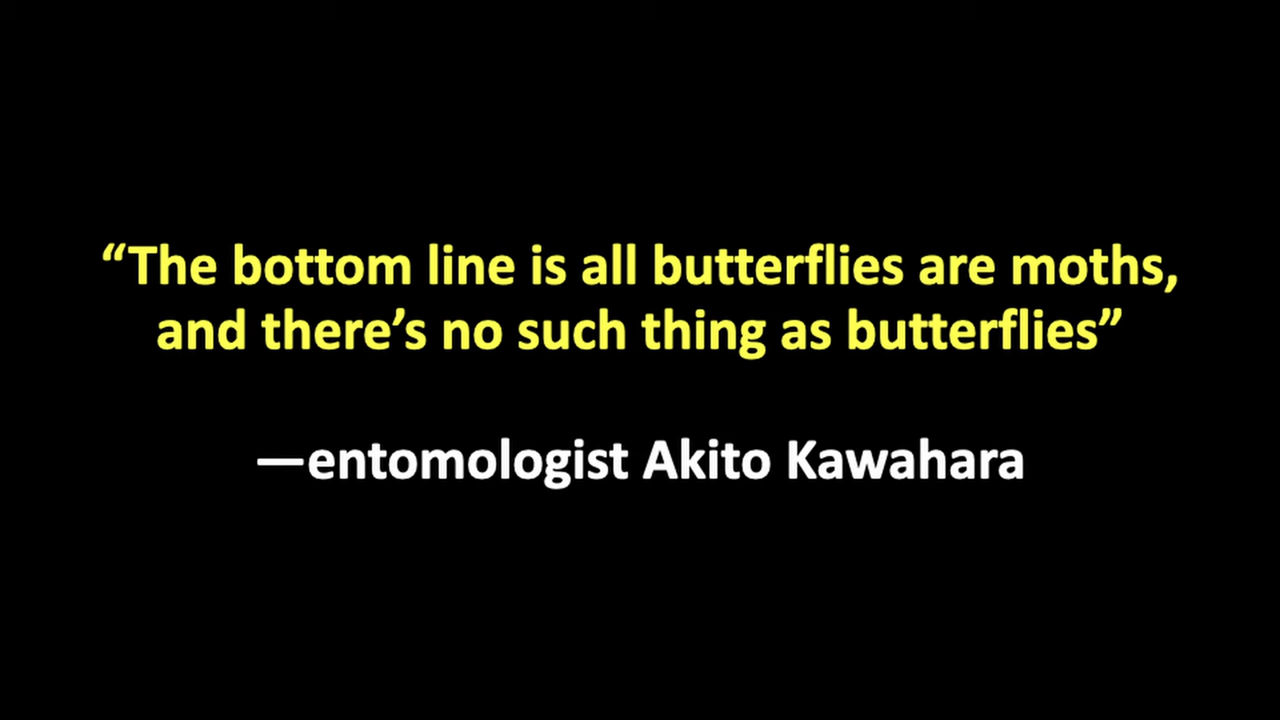 “The bottom line is all butterflies are moths,
and there’s no such thing as butterflies”
—entomologist Akito Kawahara